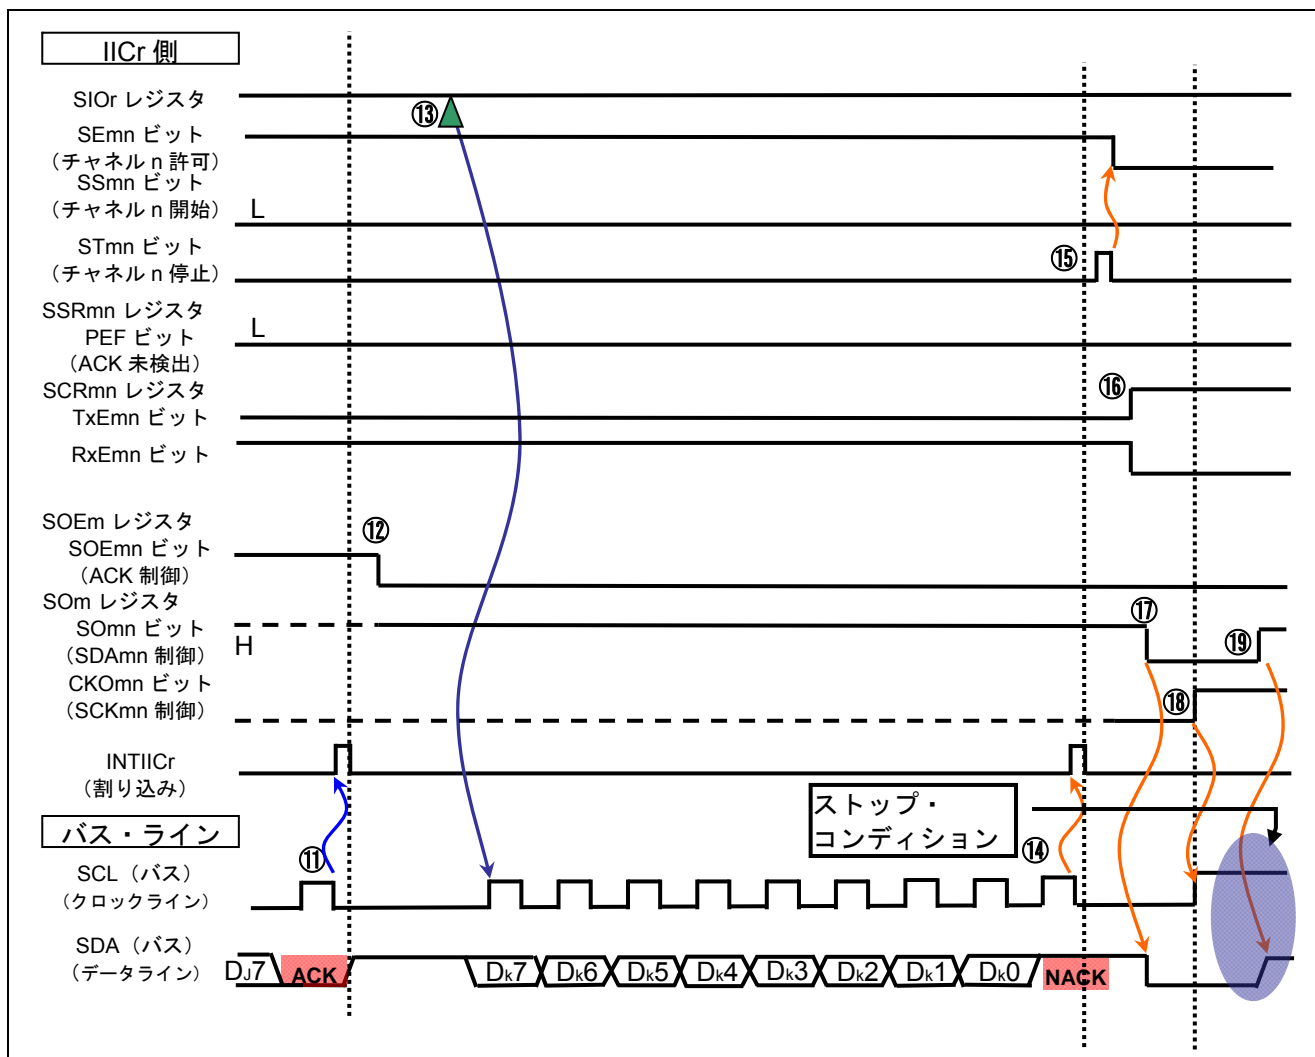 IICr 側
SIOr レジスタ
⑬
SEmn ビット
（チャネル n 許可）
SSmn ビット
（チャネル n 開始）
L
STmn ビット
（チャネル n 停止）
⑮
SSRmn レジスタ
PEF ビット
（ACK 未検出）
L
SCRmn レジスタ
TxEmn ビット
⑯
RxEmn ビット
SOEm レジスタ
SOEmn ビット
（ACK 制御）
⑫
SOm レジスタ
SOmn ビット
（SDAmn 制御）
H
⑰
⑲
CKOmn ビット
（SCKmn 制御）
⑱
INTIICr
（割り込み）
ストップ・
コンディション
バス・ライン
⑪
⑭
SCL（バス）
（クロックライン）
SDA（バス）
（データライン）
DJ7 ACK Dk7 Dk6 Dk5 Dk4 Dk3 Dk2 Dk1 Dk0 NACK